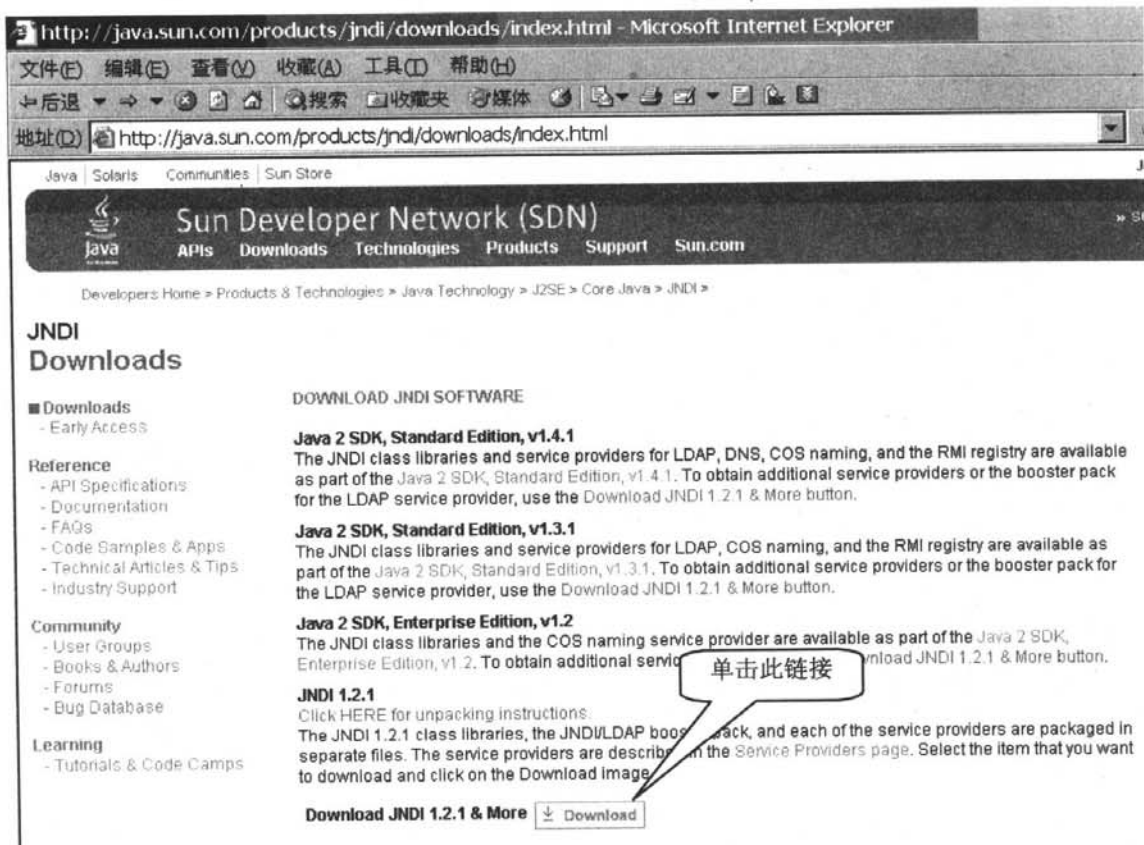 http://java.sun.com/products/jndi/downloads/index.html - Microsoft Internet Explorer
文件(F) 编辑(E) 查看(V) 收藏(A) 工具(T) 帮助(H)
后退 搜索 收藏夹 媒体
地址(D) http://java.sun.com/products/jndi/downloads/index.html
Java Solaris Communities Sun Store
Sun Developer Network (SDN)
Java APIs Downloads Technologies Products Support Sun.com
Developers Home > Products & Technologies > Java Technology > J2SE > Core Java > JNDI >
JNDI
Downloads
Downloads
- Early Access
Reference
- API Specifications
- Documentation
- FAQs
- Code Samples & Apps
- Technical Articles & Tips
- Industry Support
Community
- User Groups
- Books & Authors
- Forums
- Bug Database
Learning
- Tutorials & Code Camps
DOWNLOAD JNDI SOFTWARE
Java 2 SDK, Standard Edition, v1.4.1
The JNDI class libraries and service providers for LDAP, DNS, COS naming, and the RMI registry are available
as part of the Java 2 SDK, Standard Edition, v1.4.1. To obtain additional service providers or the booster pack
for the LDAP service provider, use the Download JNDI 1.2.1 & More button.
Java 2 SDK, Standard Edition, v1.3.1
The JNDI class libraries and service providers for LDAP, COS naming, and the RMI registry are available as
part of the Java 2 SDK, Standard Edition, v1.3.1. To obtain additional service providers or the booster pack for
the LDAP service provider, use the Download JNDI 1.2.1 & More button.
Java 2 SDK, Enterprise Edition, v1.2
The JNDI class libraries and the COS naming service provider are available as part of the Java 2 SDK,
Enterprise Edition, v1.2. To obtain additional JNDI 1.2.1 & More button.
单击此链接
JNDI 1.2.1
Click HERE for unpacking instructions.
The JNDI 1.2.1 class libraries, the JNDI/LDAP and each of the service providers are packaged in
separate files. The service providers are the Service Providers page. Select the item that you want
to download and click on the Download image
Download JNDI 1.2.1 & More Download